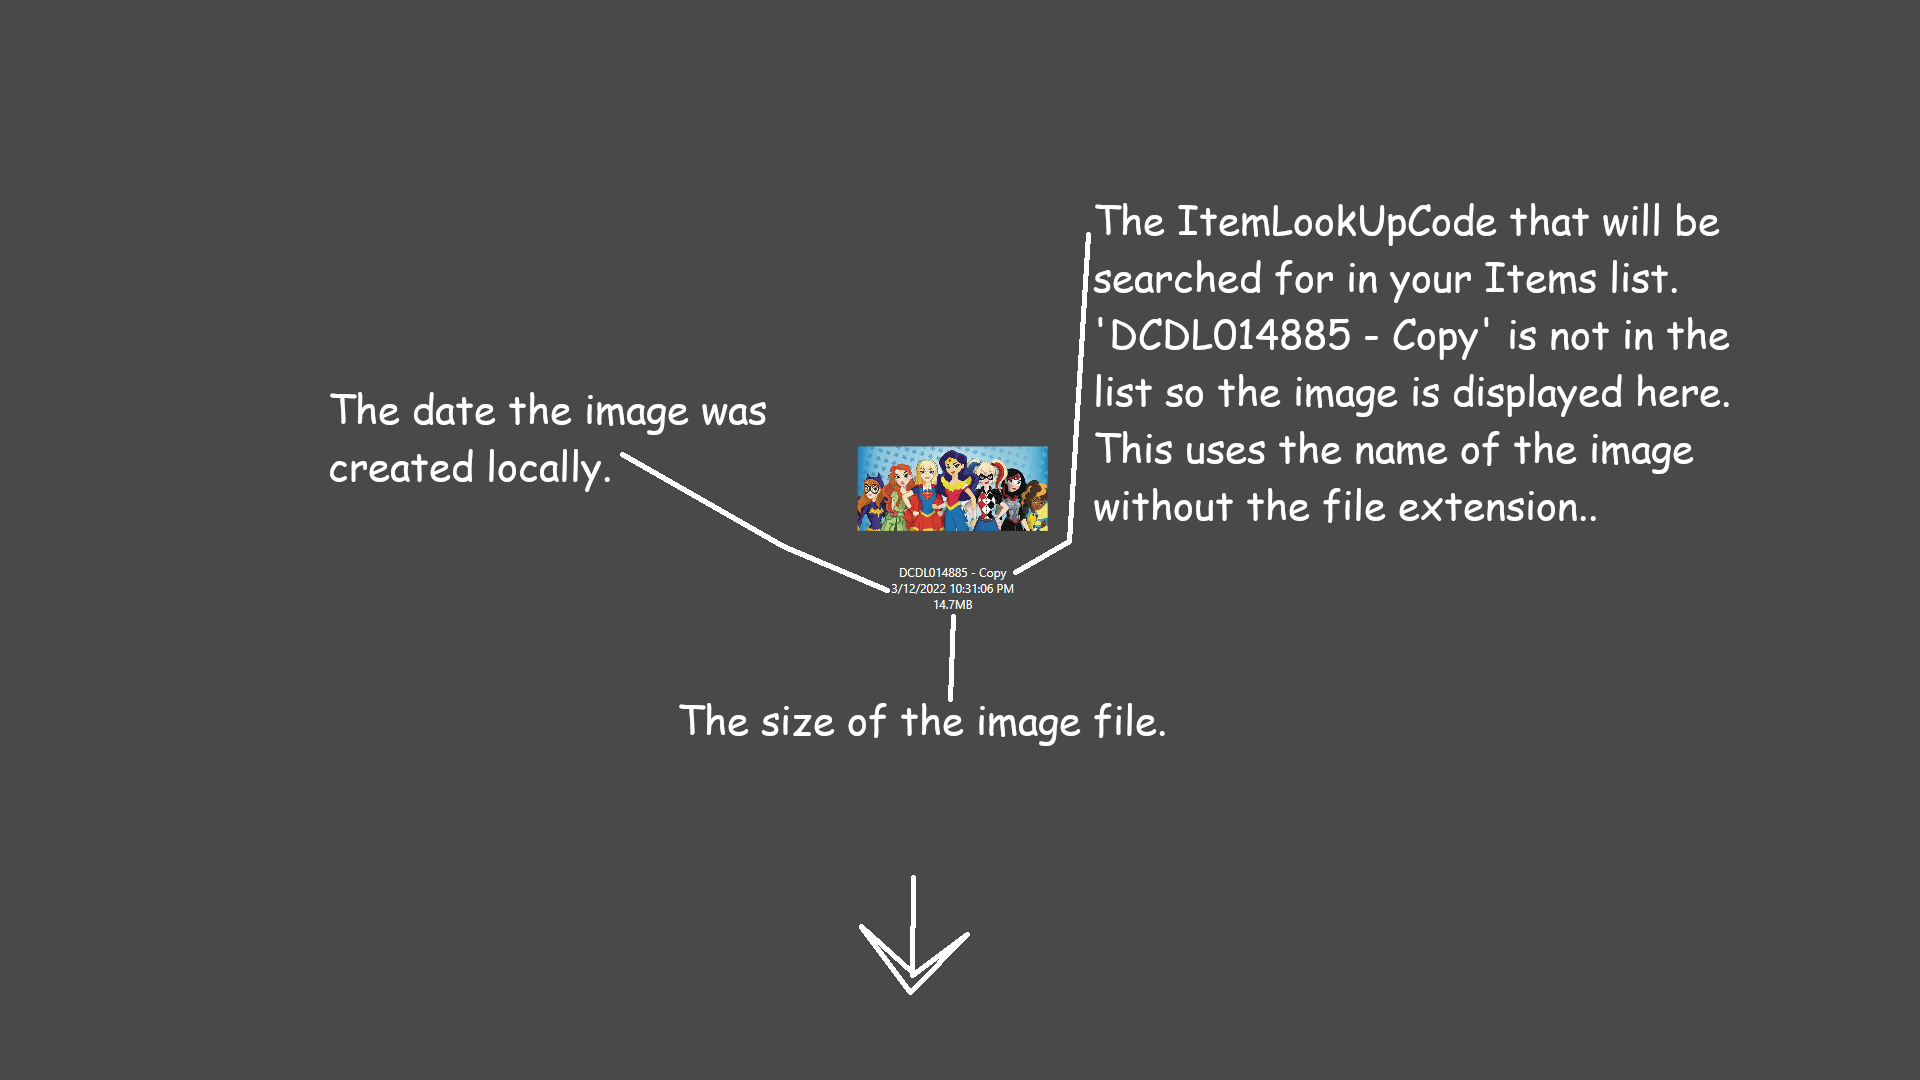 The ItemLookUpCode that will be
searched for in your Items list.
'DCDL014885 - Copy' is not in the
list so the image is displayed here.
This uses the name of the image
without the file extension..
The date the image was
created locally.
DCDL014885 - Copy
3/12/2022 10:31:06 PM
14.7MB
The size of the image file.